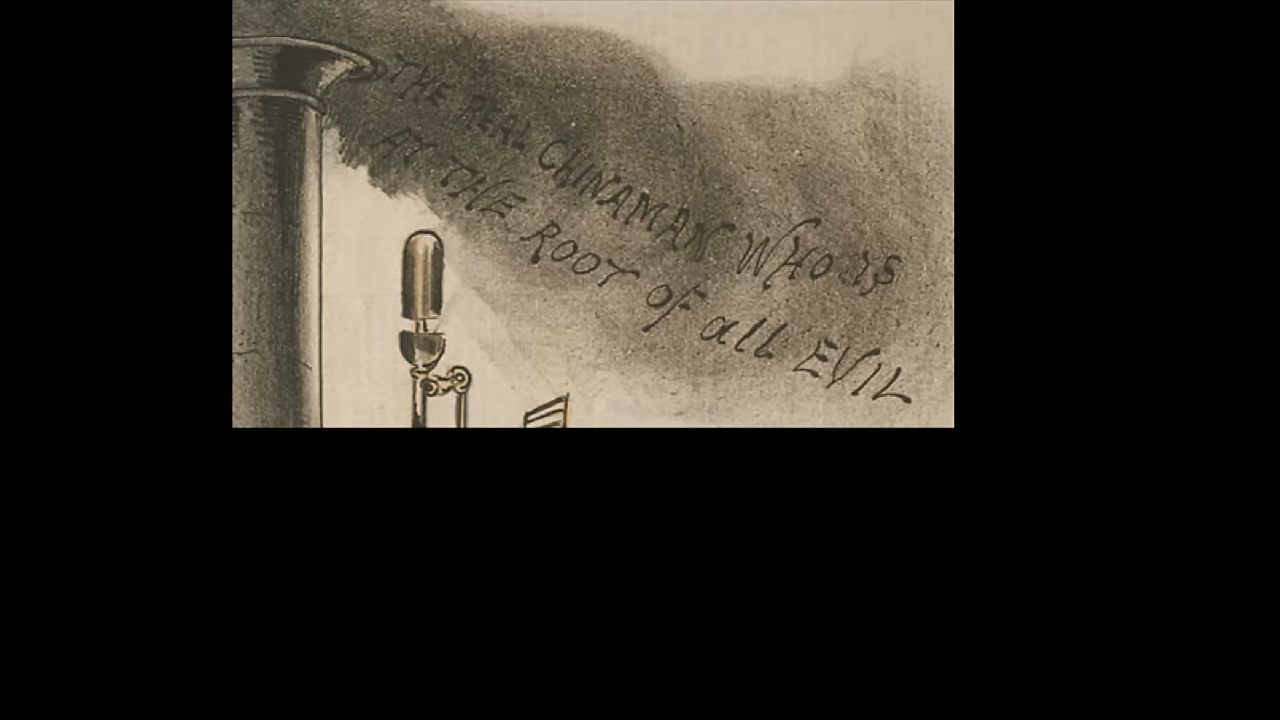 THE REAL CHINAMAN WHO IS
AT THE ROOT of all EVIL